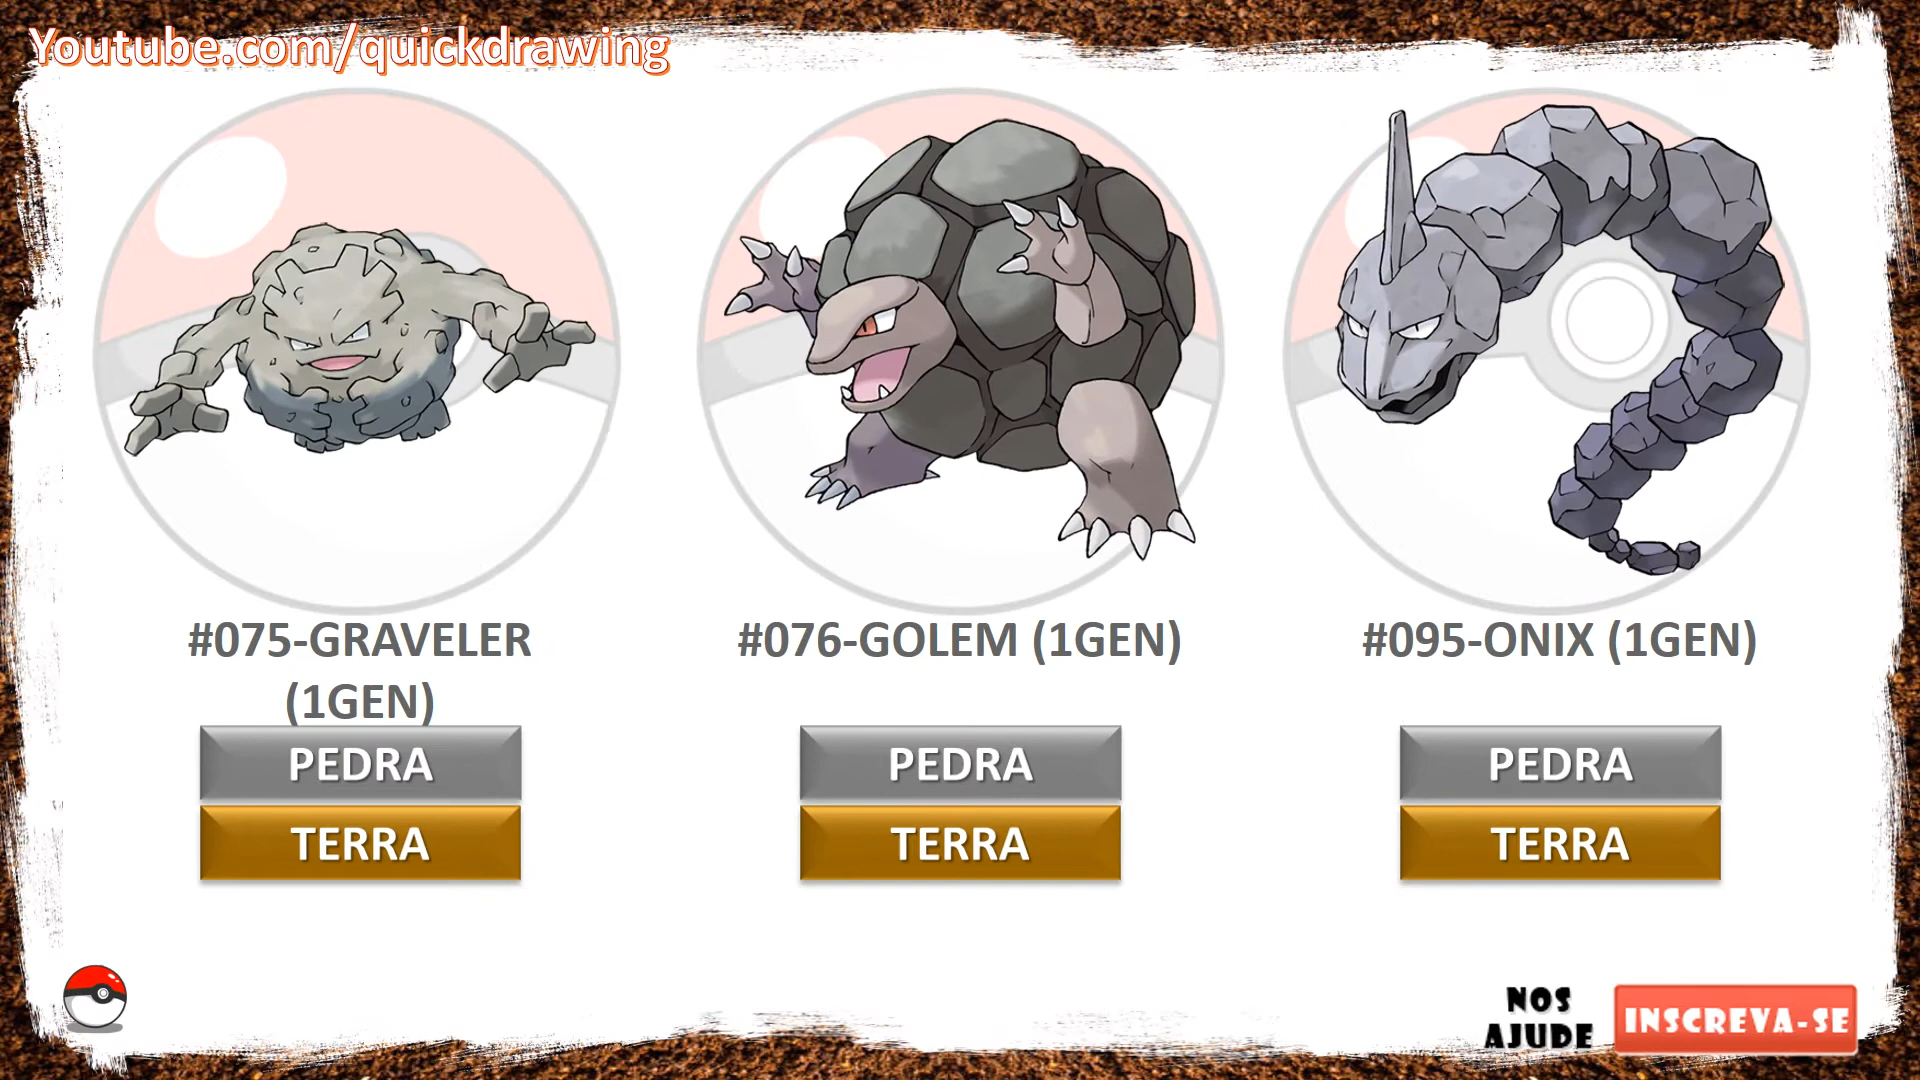 Youtube.com/quickdrawing
#075-GRAVELER
(1GEN)
PEDRA
TERRA
#076-GOLEM (1GEN)
PEDRA
TERRA
#095-ONIX (1GEN)
PEDRA
TERRA
NOS
AJUDE
INSCREVA-SE